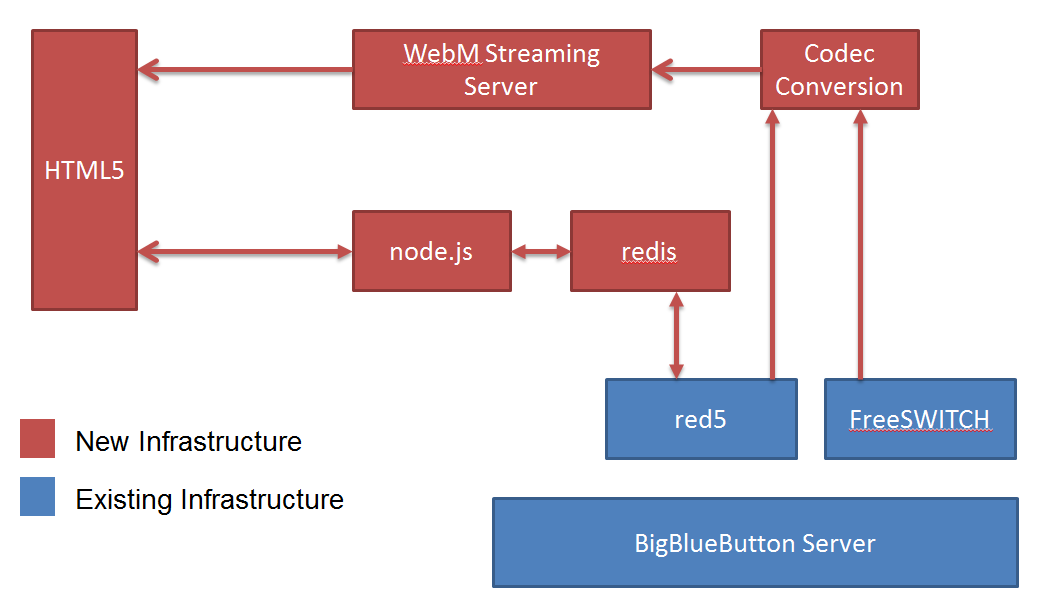 WebM Streaming
Server
Codec
Conversion
HTML5
node.js
redis
red5
FreeSWITCH
New Infrastructure
Existing Infrastructure
BigBlueButton Server